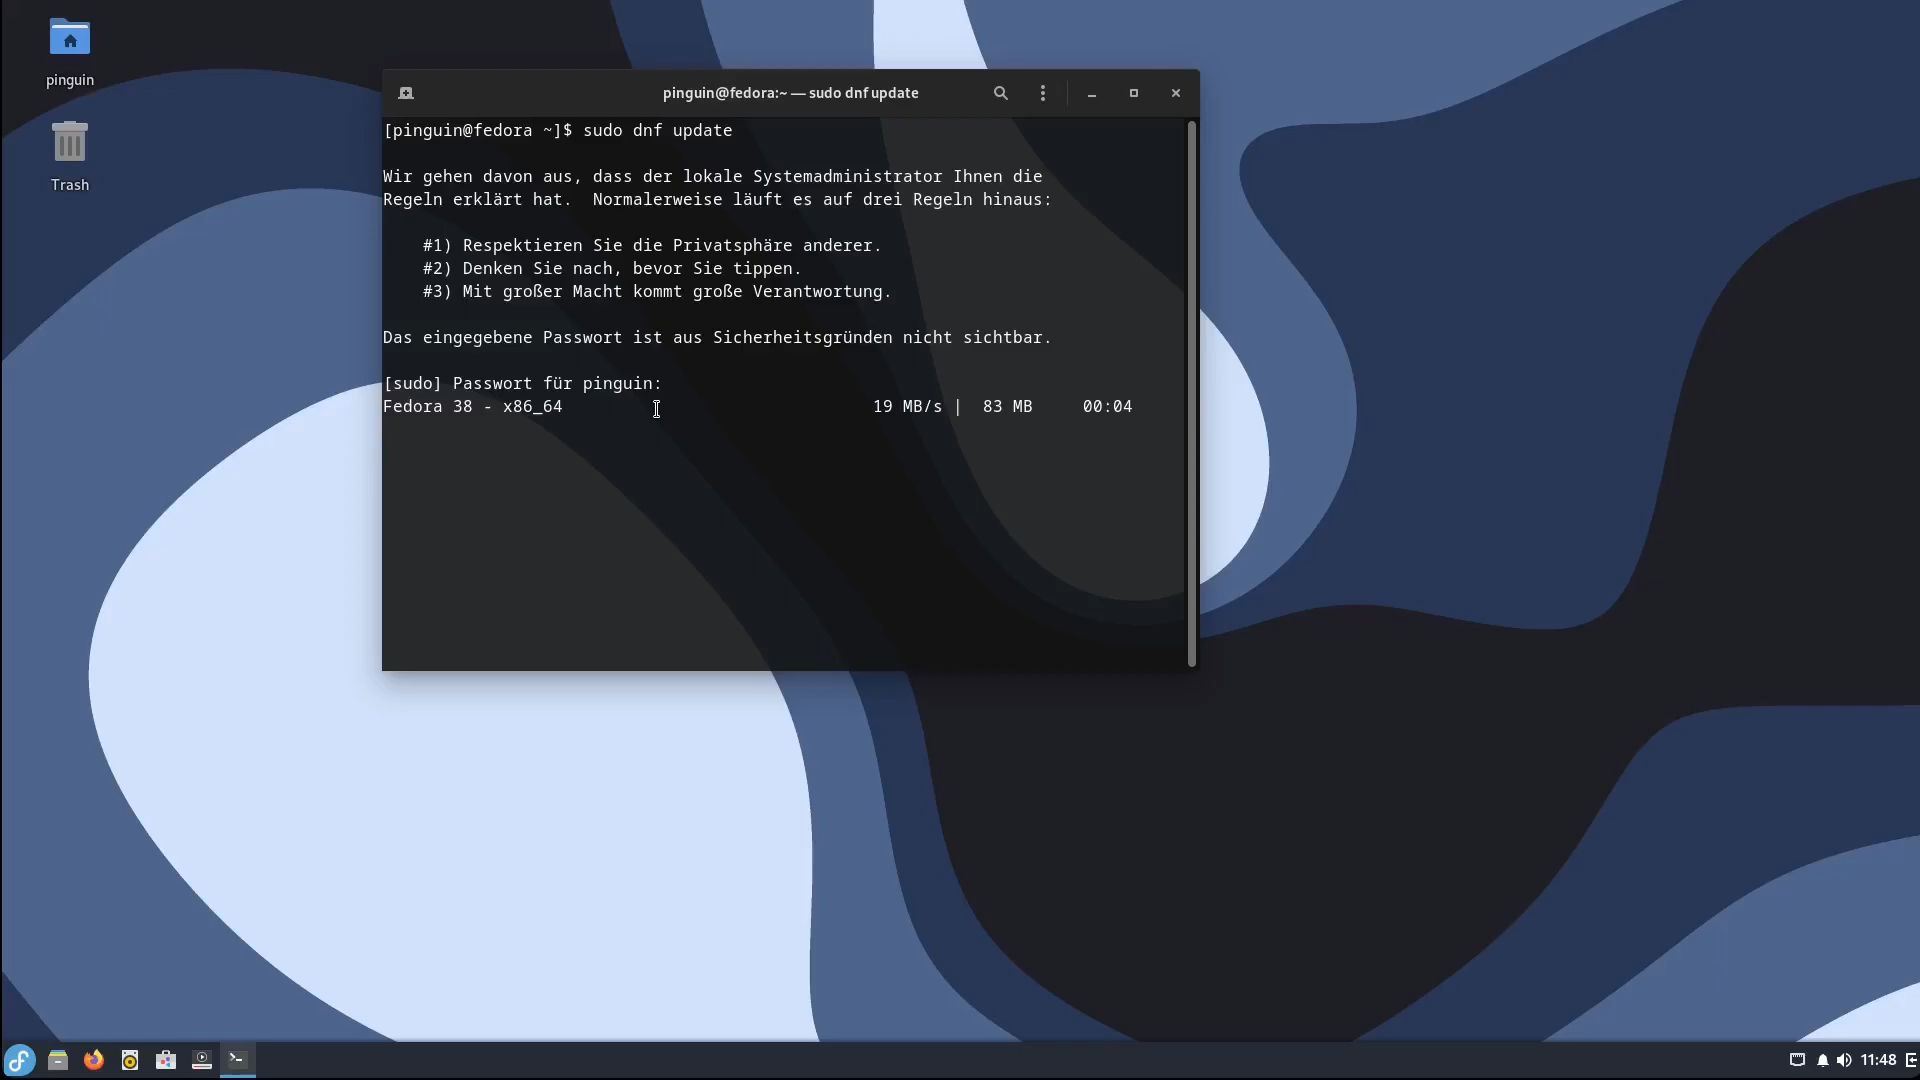 pinguin
Trash
pinguin@fedora:~ — sudo dnf update
[pinguin@fedora ~]$ sudo dnf update
Wir gehen davon aus, dass der lokale Systemadministrator Ihnen die
Regeln erklärt hat.  Normalerweise läuft es auf drei Regeln hinaus:
#1) Respektieren Sie die Privatsphäre anderer.
#2) Denken Sie nach, bevor Sie tippen.
#3) Mit großer Macht kommt große Verantwortung.
Das eingegebene Passwort ist aus Sicherheitsgründen nicht sichtbar.
[sudo] Passwort für pinguin:
Fedora 38 - x86_64 19 MB/s | 83 MB 00:04
11:48